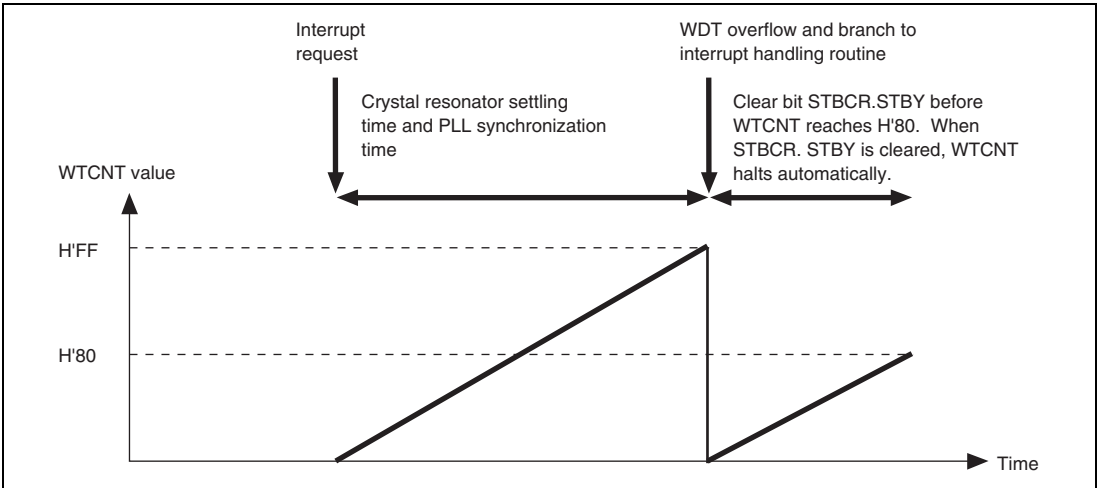 Interrupt
request
WDT overflow and branch to
interrupt handling routine
Crystal resonator settling
time and PLL synchronization
time
Clear bit STBCR.STBY before
WTCNT reaches H'80.  When
STBCR. STBY is cleared, WTCNT
halts automatically.
WTCNT value
H'FF
H'80
Time